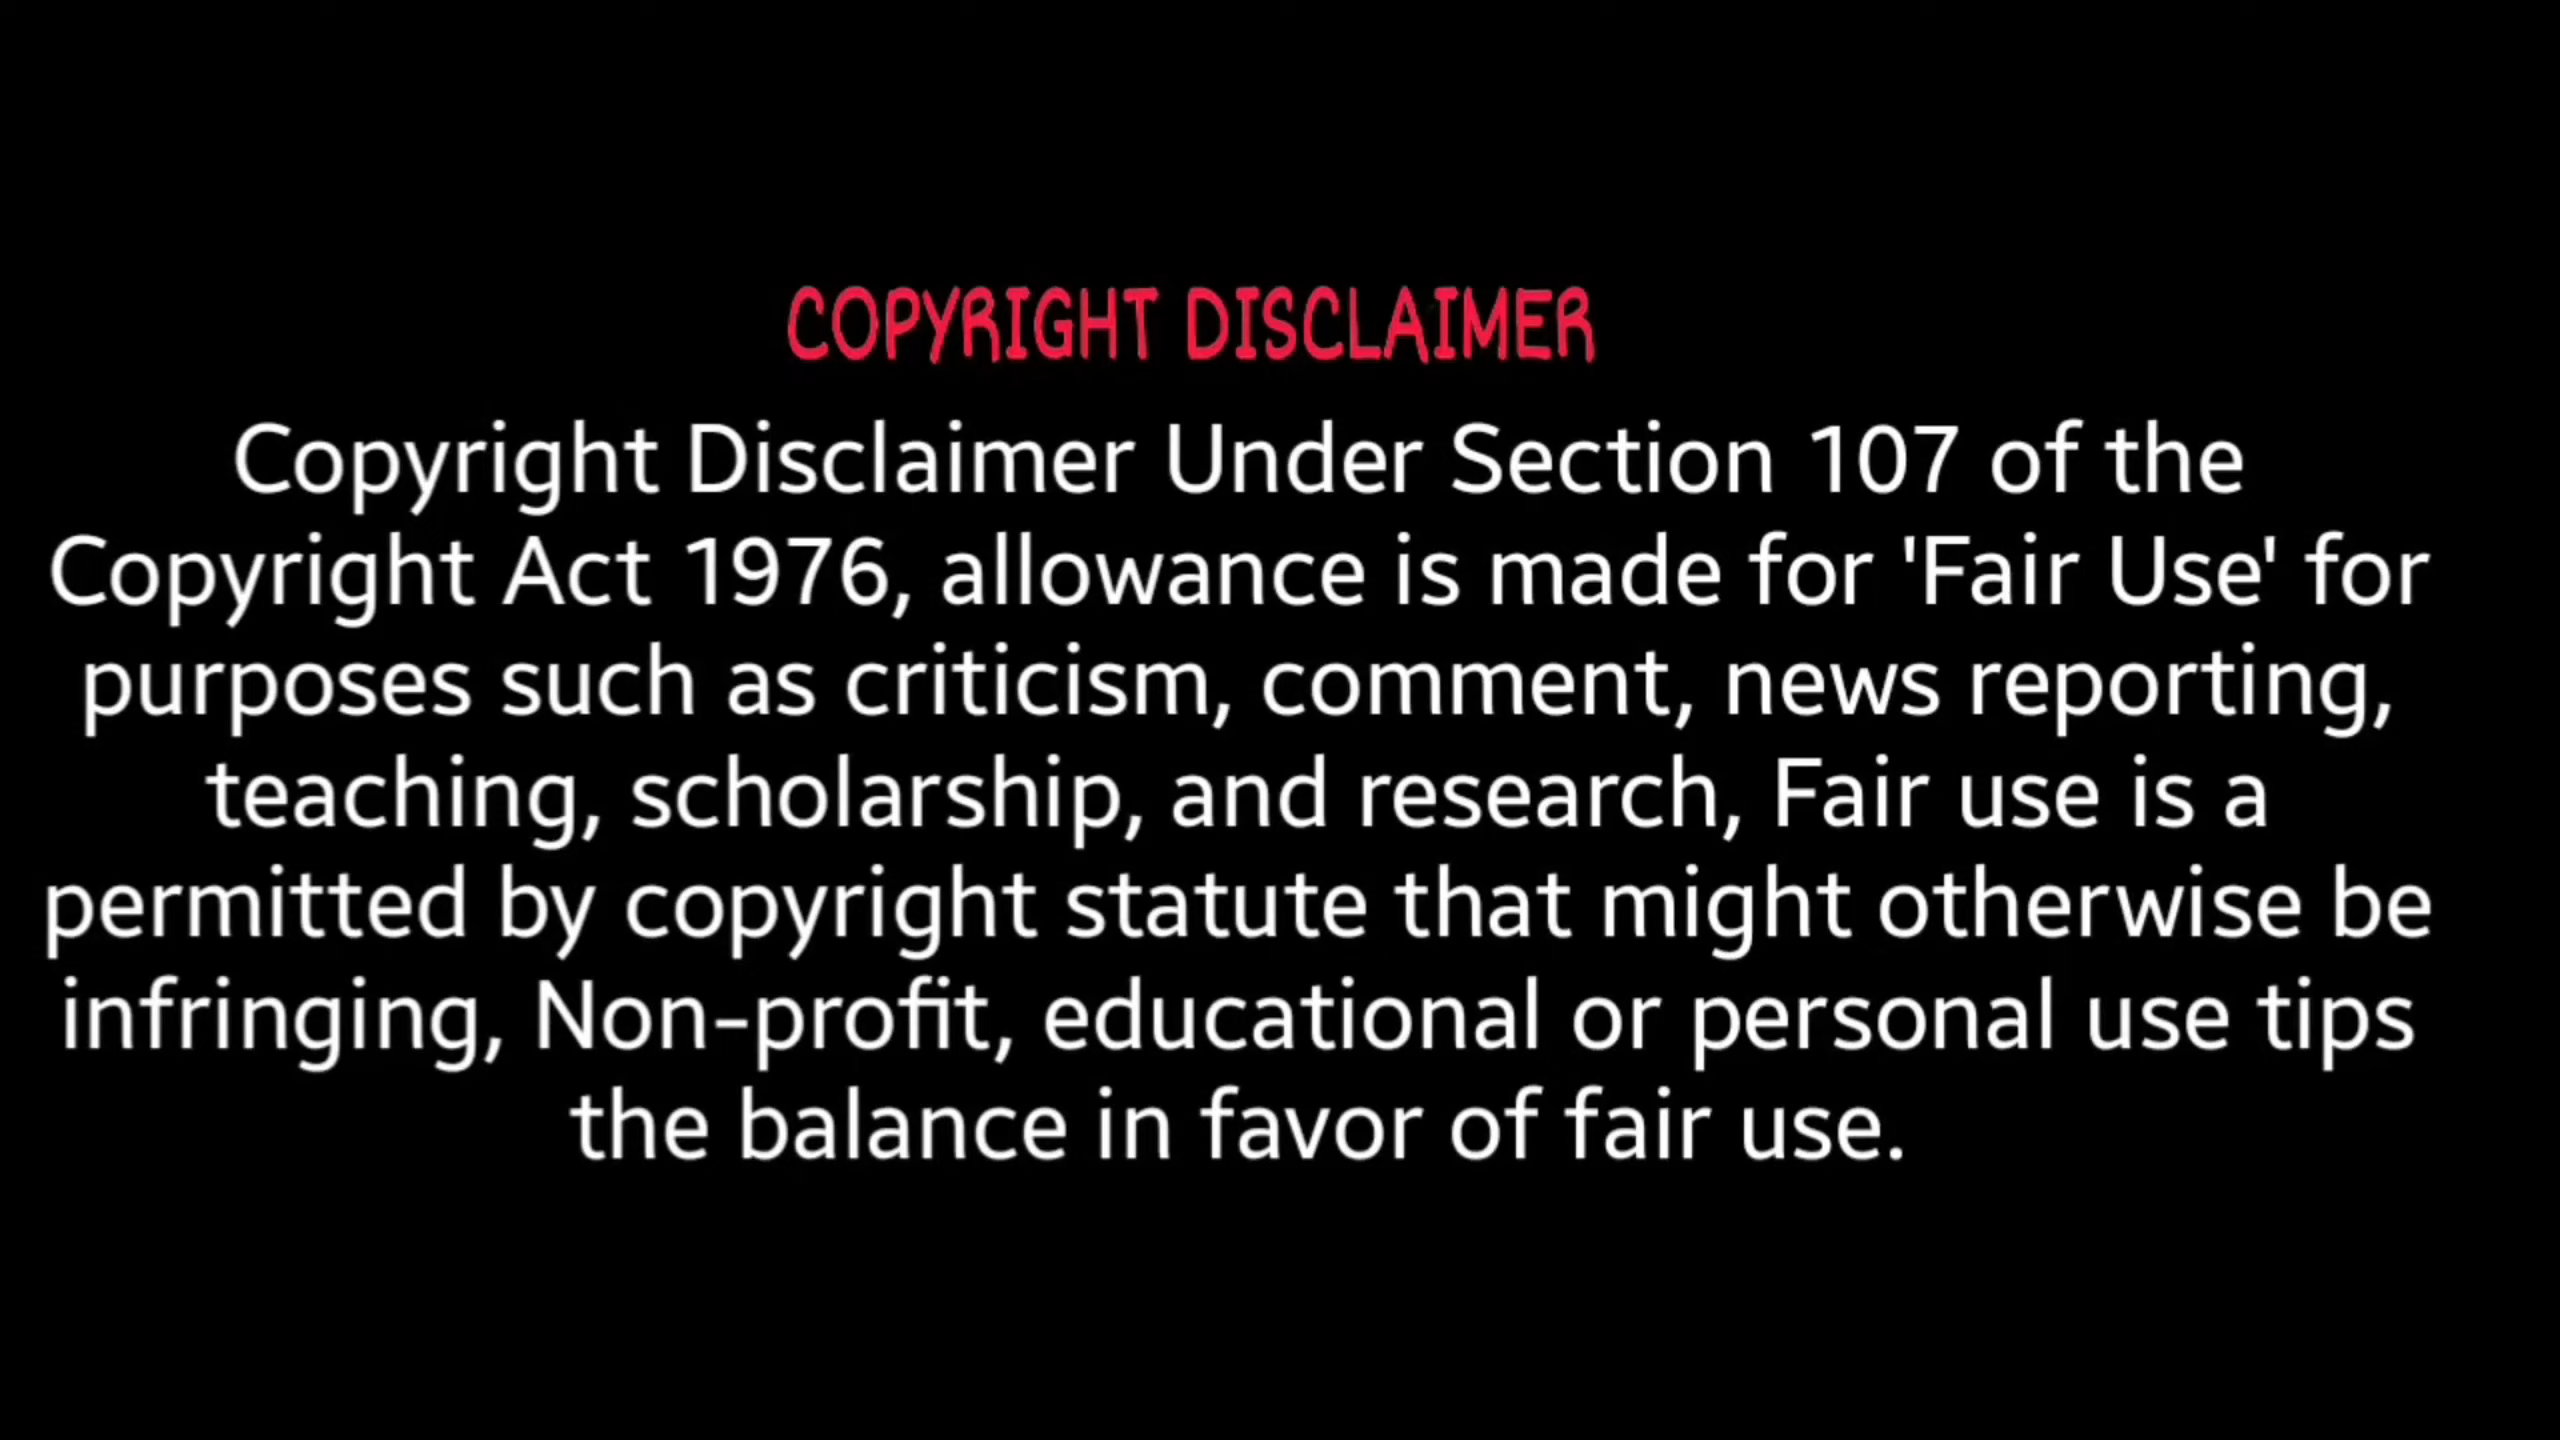 COPYRIGHT DISCLAIMER
Copyright Disclaimer Under Section 107 of the
Copyright Act 1976, allowance is made for 'Fair Use' for
purposes such as criticism, comment, news reporting,
teaching, scholarship, and research, Fair use is a
permitted by copyright statute that might otherwise be
infringing, Non-profit, educational or personal use tips
the balance in favor of fair use.